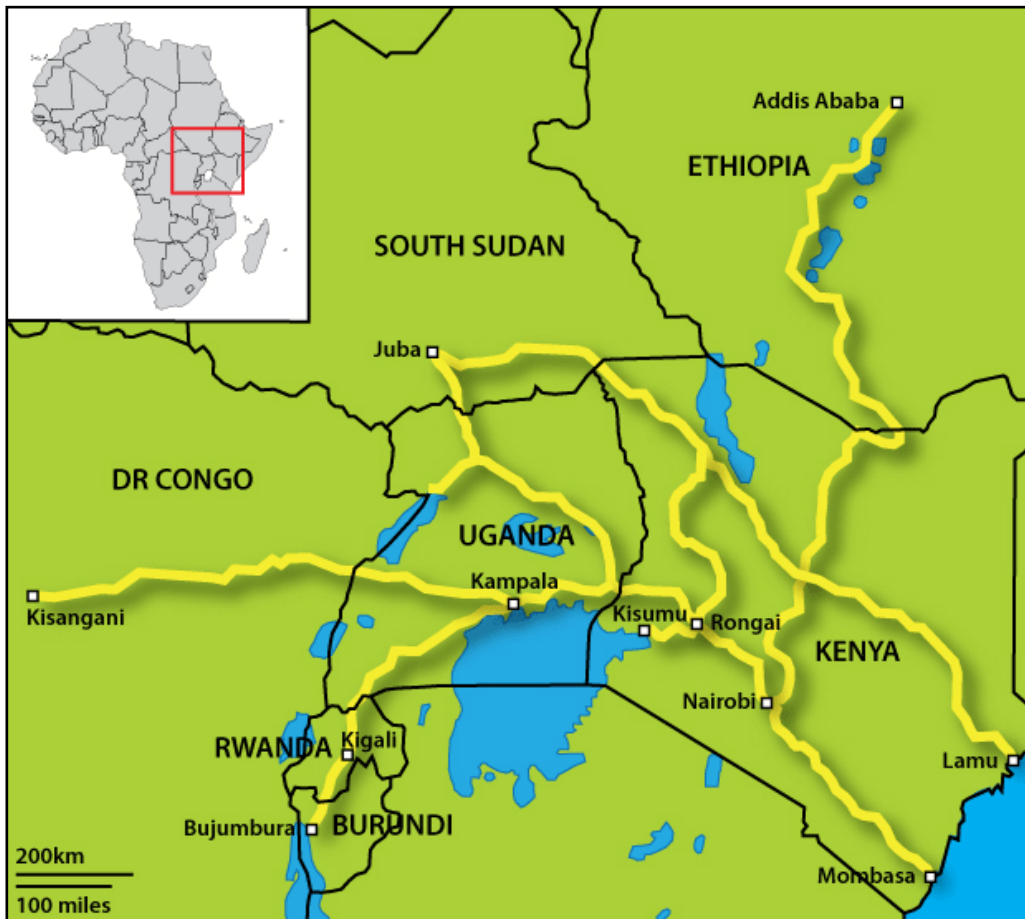 Addis Ababa
ETHIOPIA
SOUTH SUDAN
Juba
DR CONGO
UGANDA
Kampala
Kisangani
Kisumu
Rongai
KENYA
Nairobi
RWANDA
Kigali
Lamu
Bujumbura
BURUNDI
200km
100 miles
Mombasa